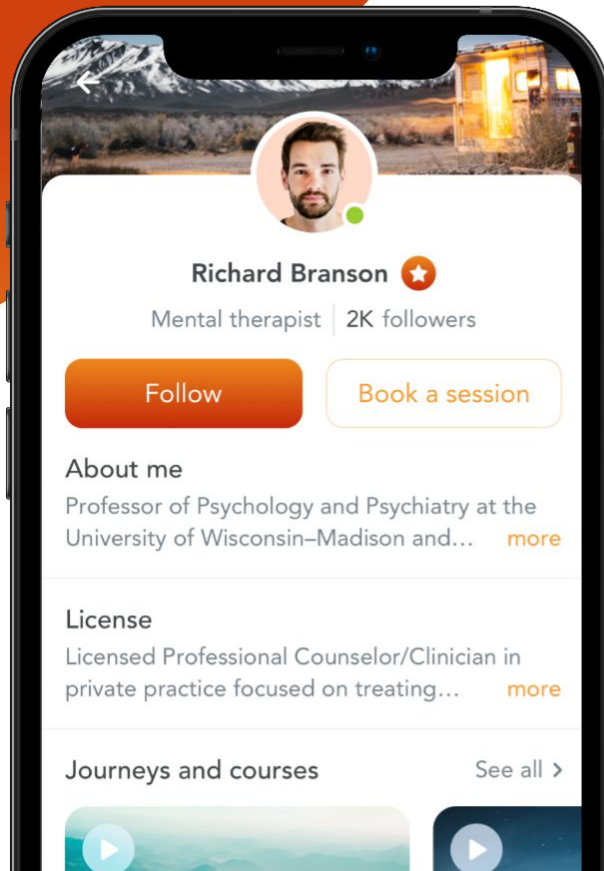 Richard Branson
Mental therapist 2K followers
Follow Book a session
About me
Professor of Psychology and Psychiatry at the
University of Wisconsin–Madison and... more
License
Licensed Professional Counselor/Clinician in
private practice focused on treating... more
Journeys and courses See all >